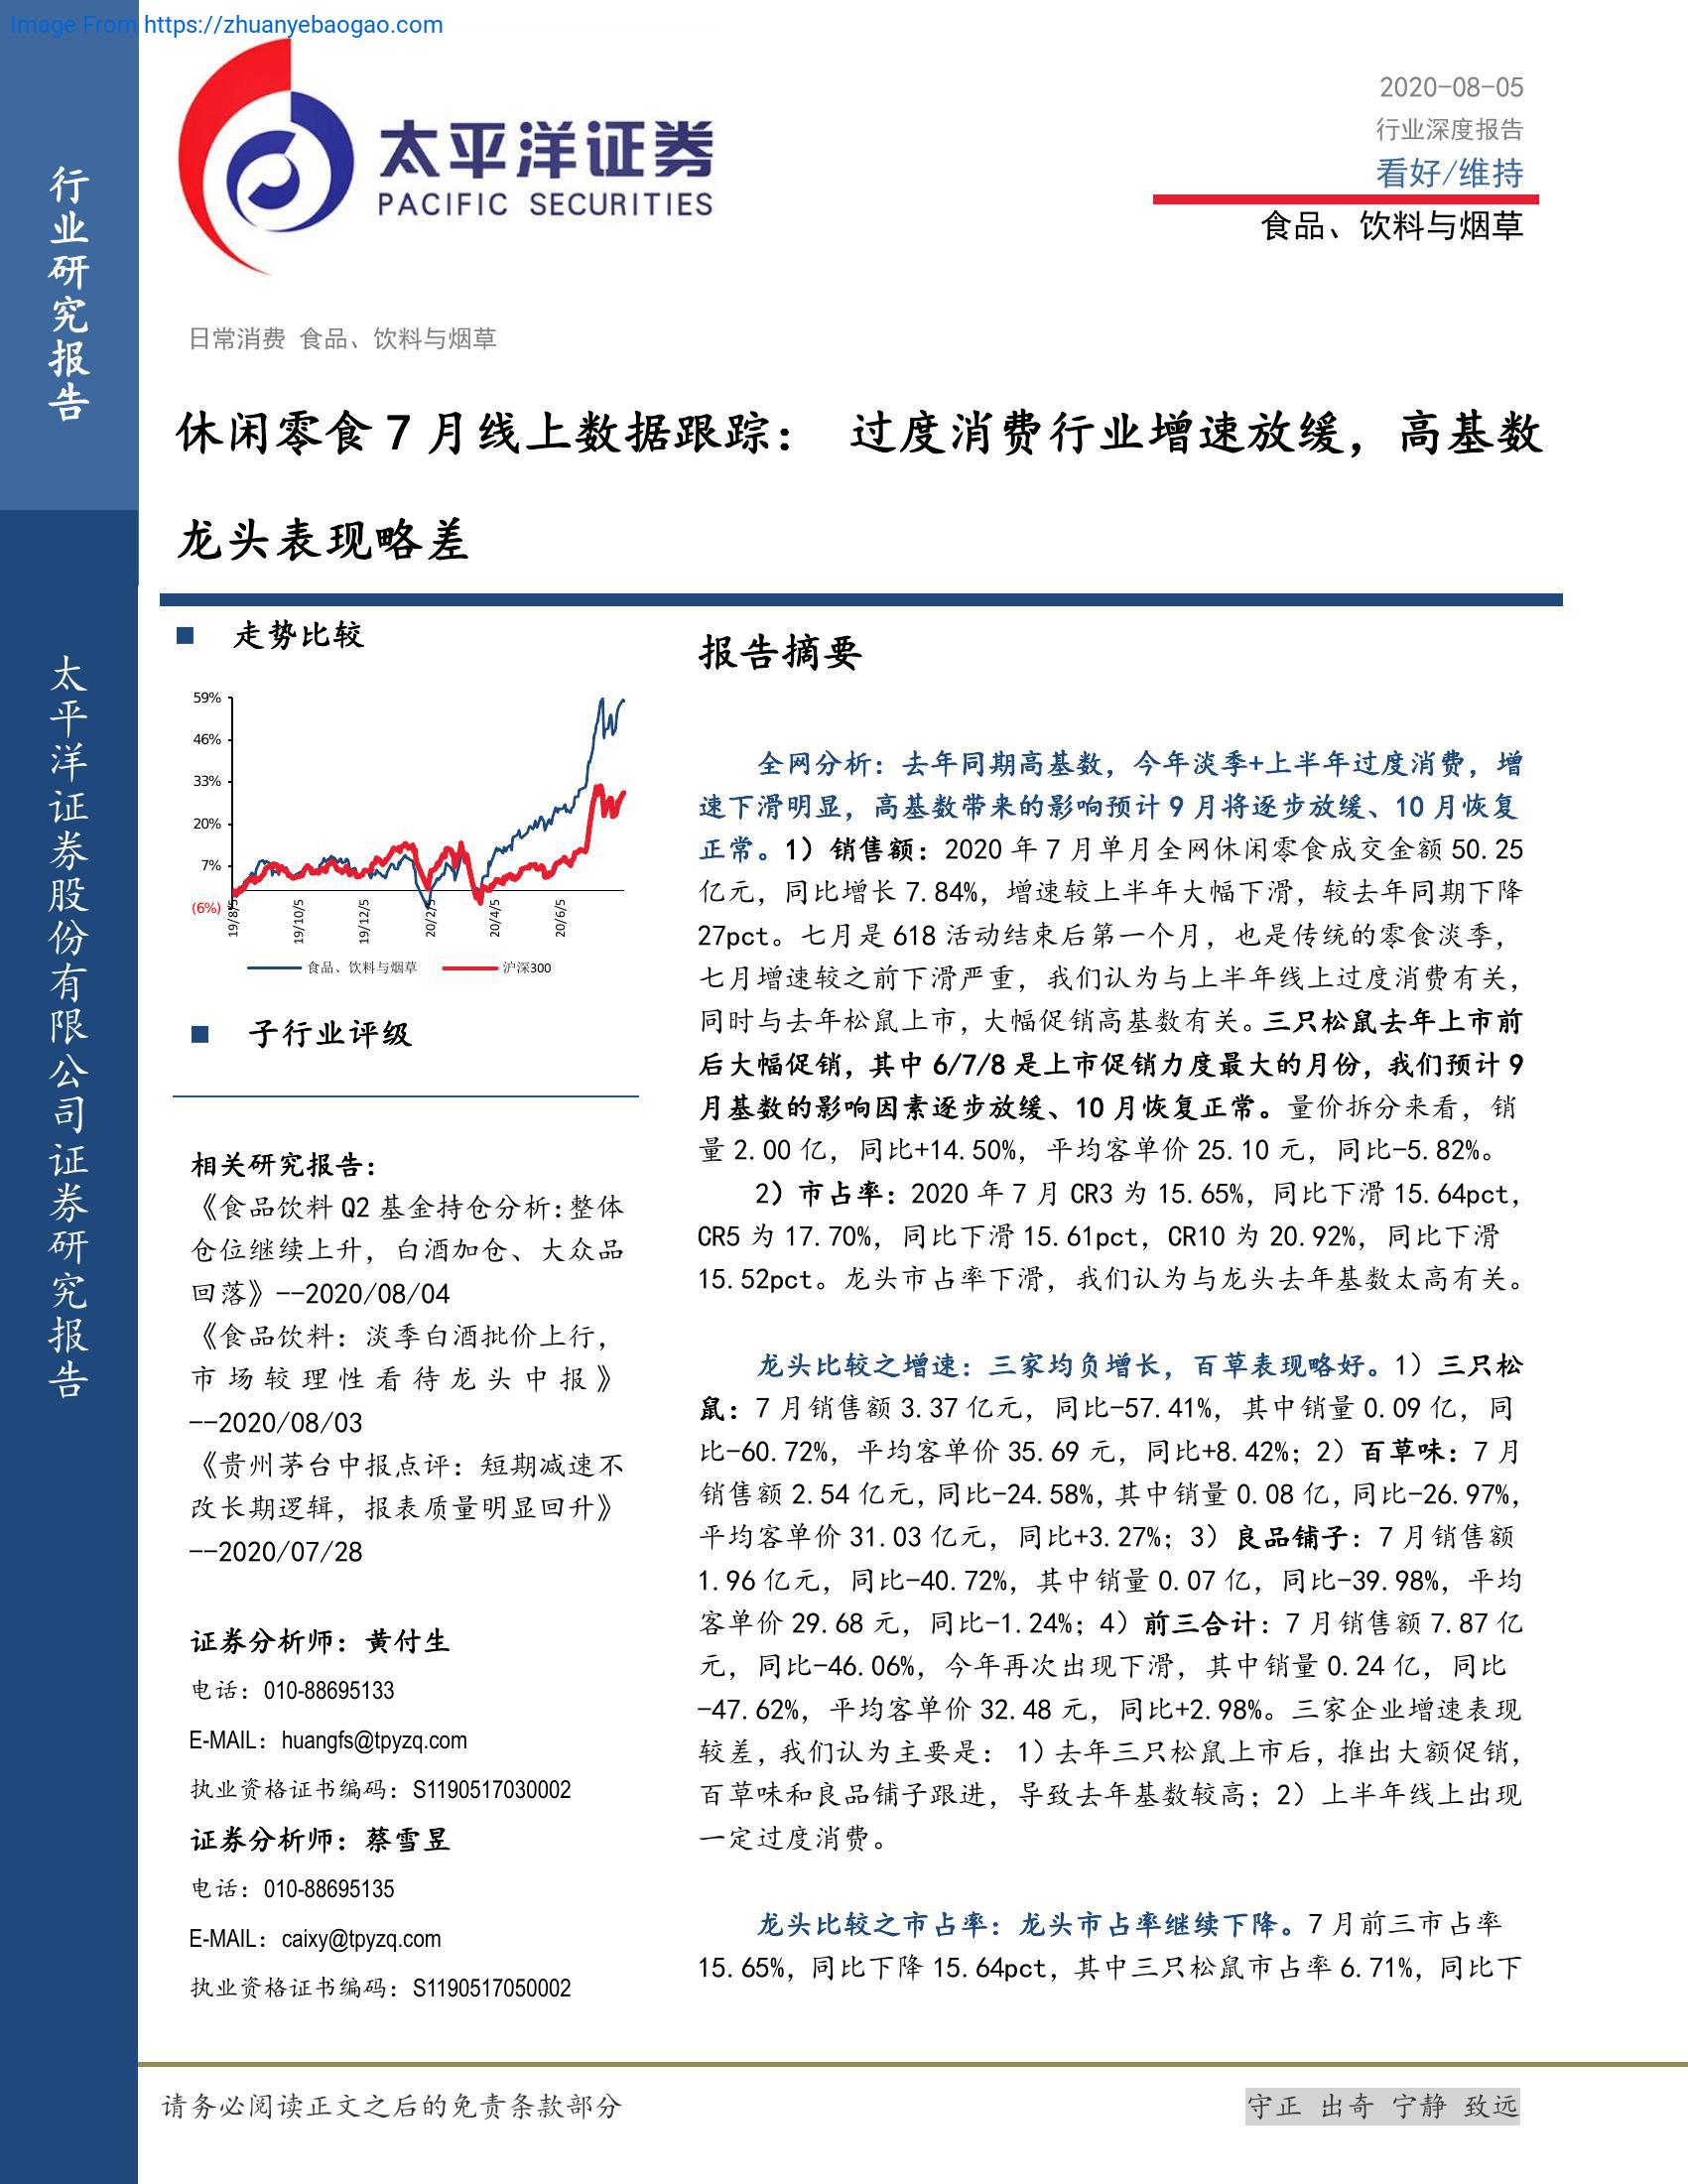 Image From https://zhuanyebaogao.com
行业研究报告
太平洋证券股份有限公司证券研究报告
太平洋证券
PACIFIC SECURITIES
2020-08-05
行业深度报告
看好/维持
食品、饮料与烟草
日常消费 食品、饮料与烟草
休闲零食 7 月线上数据跟踪： 过度消费行业增速放缓，高基数
龙头表现略差
走势比较
59%
46%
33%
20%
7%
(6%)
19/8/5
19/10/5
19/12/5
20/2/5
20/4/5
20/6/5
食品、饮料与烟草 沪深300
子行业评级
相关研究报告：
《食品饮料 Q2 基金持仓分析：整体
仓位继续上升，白酒加仓、大众品
回落》--2020/08/04
《食品饮料：淡季白酒批价上行，
市场较理性看待龙头中报》
--2020/08/03
《贵州茅台中报点评：短期减速不
改长期逻辑，报表质量明显回升》
--2020/07/28
证券分析师：黄付生
电话：010-88695133
E-MAIL：huangfs@tpyzq.com
执业资格证书编码：S1190517030002
证券分析师：蔡雪昱
电话：010-88695135
E-MAIL：caixy@tpyzq.com
执业资格证书编码：S1190517050002
报告摘要
全网分析：去年同期高基数，今年淡季+上半年过度消费，增
速下滑明显，高基数带来的影响预计 9 月将逐步放缓、10 月恢复
正常。1）销售额：2020 年 7 月单月全网休闲零食成交金额 50.25
亿元，同比增长 7.84%，增速较上半年大幅下滑，较去年同期下降
27pct。七月是 618 活动结束后第一个月，也是传统的零食淡季，
七月增速较之前下滑严重，我们认为与上半年线上过度消费有关，
同时与去年松鼠上市，大幅促销高基数有关。三只松鼠去年上市前
后大幅促销，其中 6/7/8 是上市促销力度最大的月份，我们预计 9
月基数的影响因素逐步放缓、10 月恢复正常。量价拆分来看，销
量 2.00 亿，同比+14.50%，平均客单价 25.10 元，同比-5.82%。
2）市占率：2020 年 7 月 CR3 为 15.65%，同比下滑 15.64pct，
CR5 为 17.70%，同比下滑 15.61pct，CR10 为 20.92%，同比下滑
15.52pct。龙头市占率下滑，我们认为与龙头去年基数太高有关。
龙头比较之增速：三家均负增长，百草表现略好。1）三只松
鼠：7 月销售额 3.37 亿元，同比-57.41%，其中销量 0.09 亿，同
比-60.72%，平均客单价 35.69 元，同比+8.42%；2）百草味：7 月
销售额 2.54 亿元，同比-24.58%，其中销量 0.08 亿，同比-26.97%，
平均客单价 31.03 亿元，同比+3.27%；3）良品铺子：7 月销售额
1.96 亿元，同比-40.72%，其中销量 0.07 亿，同比-39.98%，平均
客单价 29.68 元，同比-1.24%；4）前三合计：7 月销售额 7.87 亿
元，同比-46.06%，今年再次出现下滑，其中销量 0.24 亿，同比
-47.62%，平均客单价 32.48 元，同比+2.98%。三家企业增速表现
较差，我们认为主要是： 1）去年三只松鼠上市后，推出大额促销，
百草味和良品铺子跟进，导致去年基数较高；2）上半年线上出现
一定过度消费。
龙头比较之市占率：龙头市占率继续下降。7 月前三市占率
15.65%，同比下降 15.64pct，其中三只松鼠市占率 6.71%，同比下
请务必阅读正文之后的免责条款部分
守正 出奇 宁静 致远